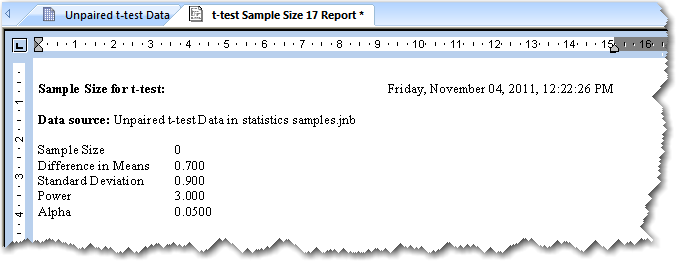 Unpaired t-test Data
t-test Sample Size 17 Report *
1 2 3 4 5 6 7 8 9 10 11 12 13 14 15 16
Sample Size for t-test: Friday, November 04, 2011, 12:22:26 PM
Data source: Unpaired t-test Data in statistics samples.jnb
Sample Size 0
Difference in Means 0.700
Standard Deviation 0.900
Power 3.000
Alpha 0.0500
1
2
3
4